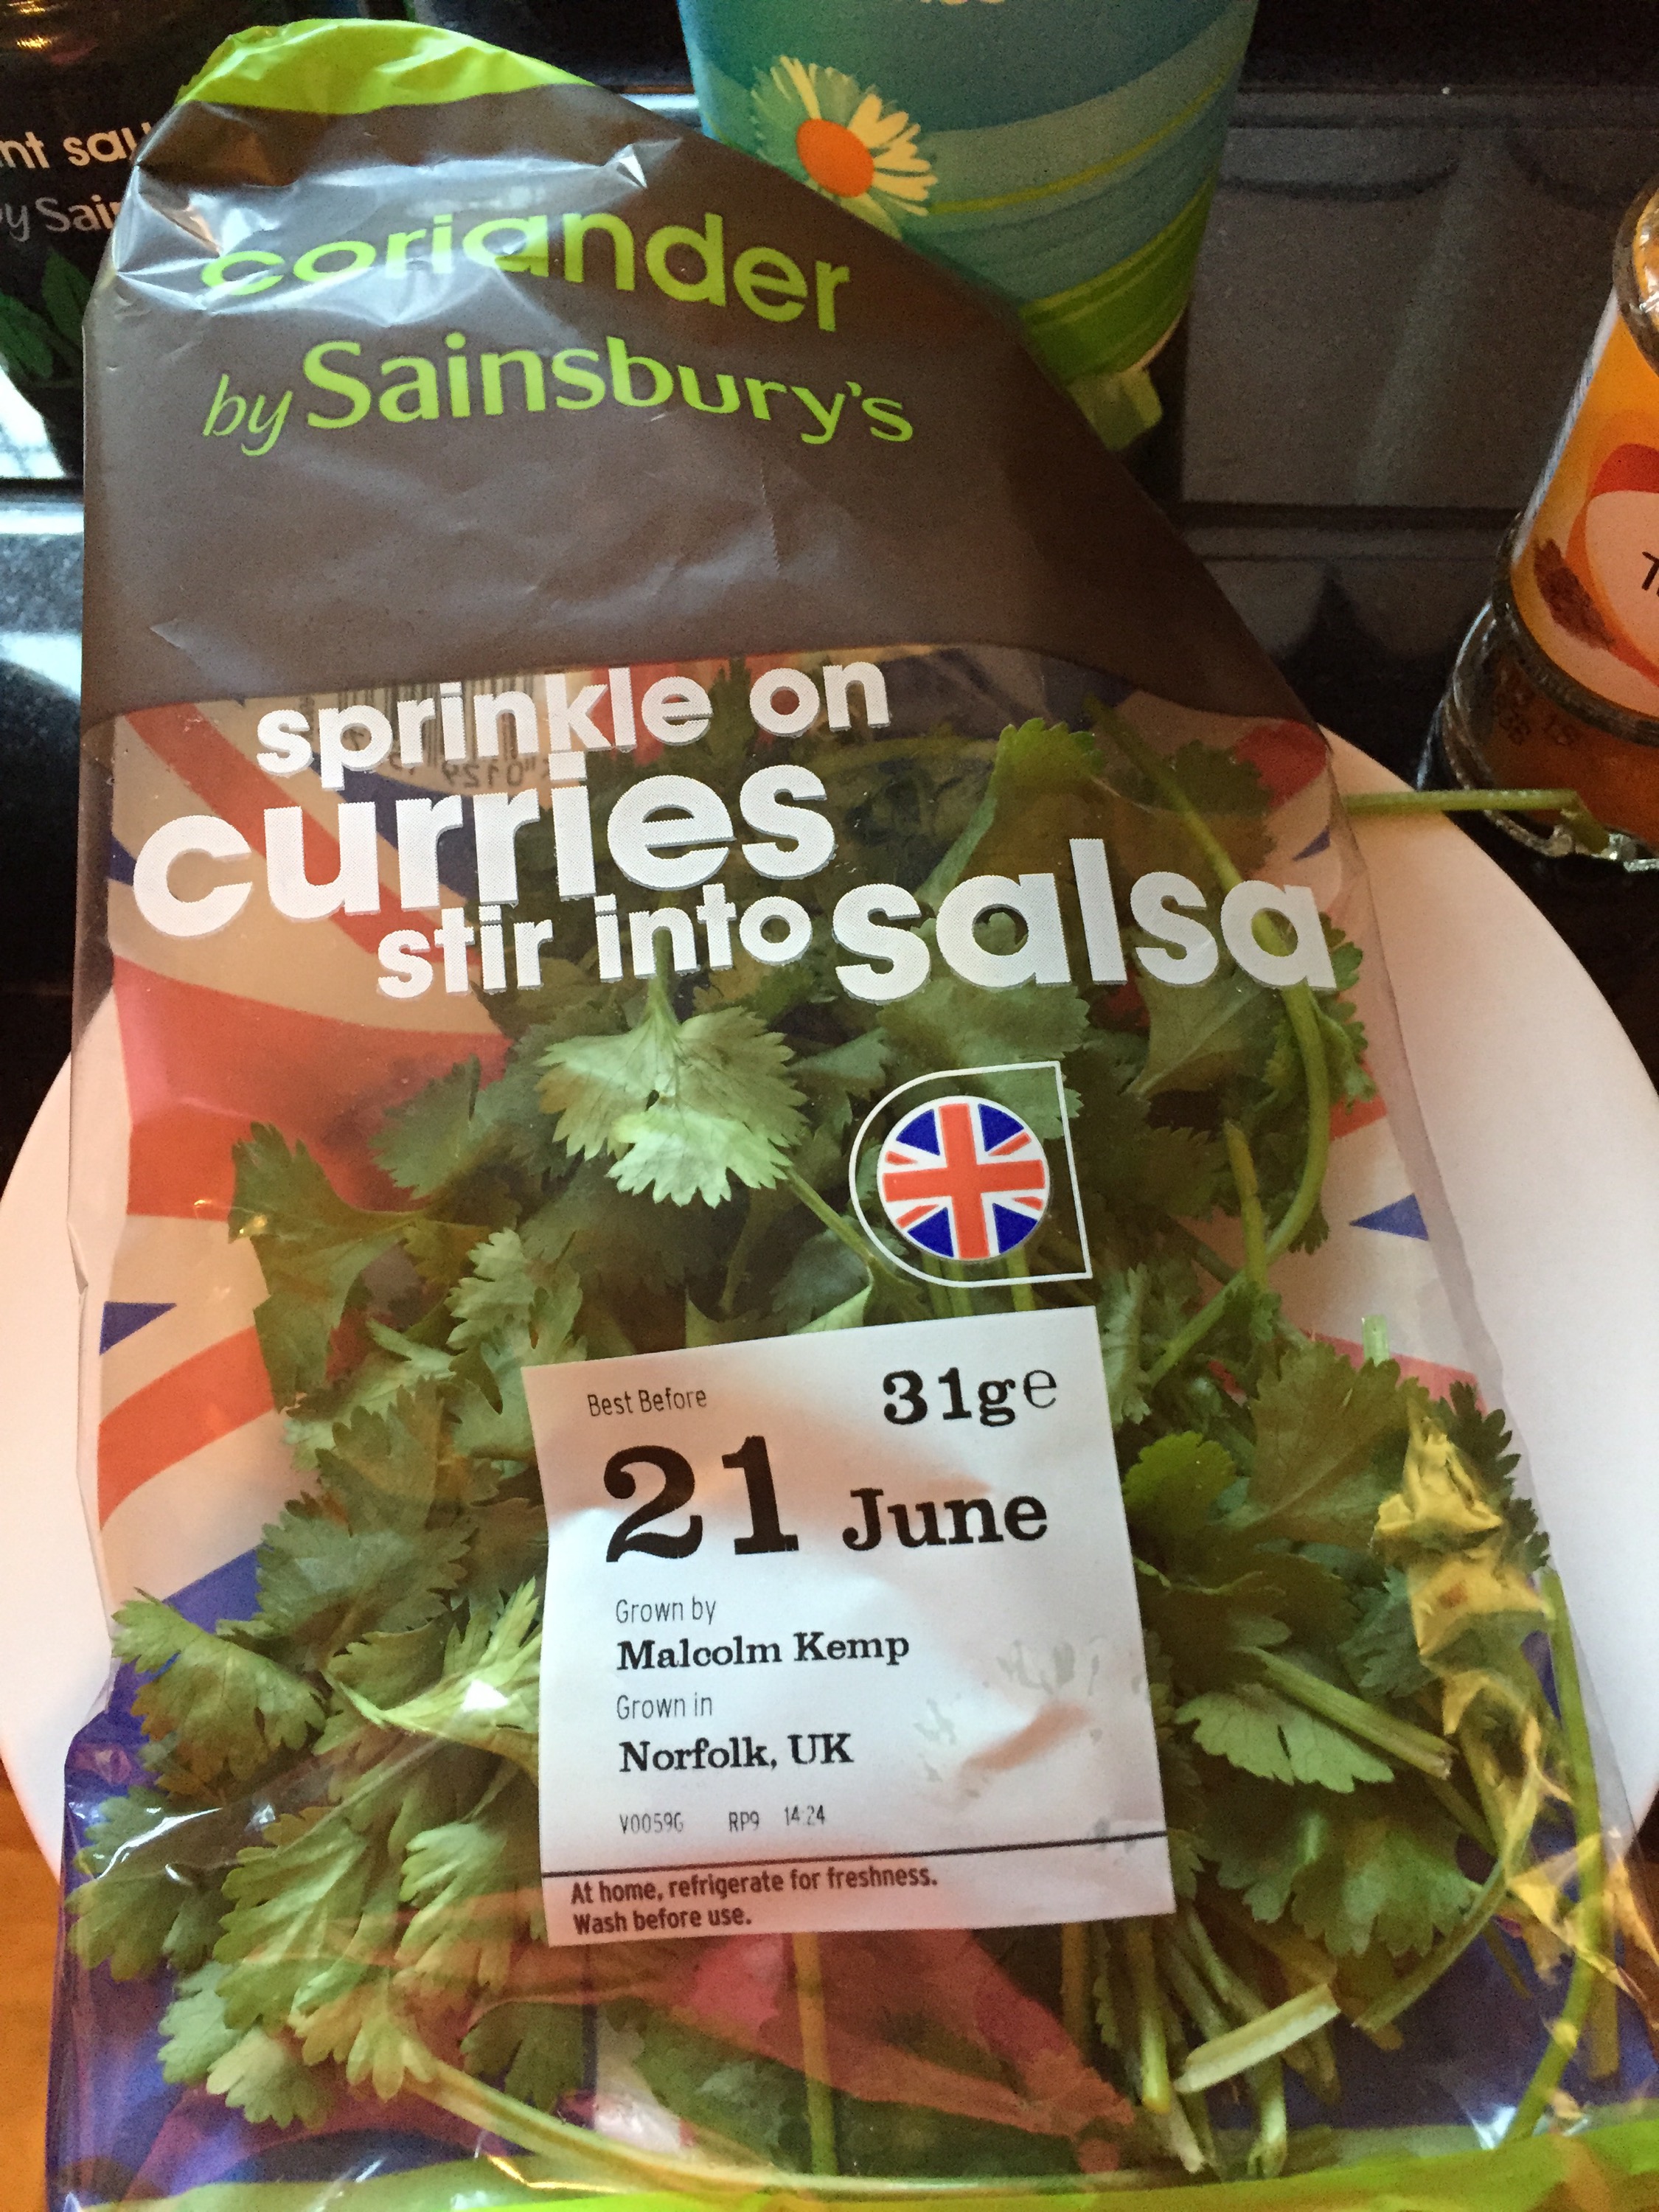 coriander
by Sainsbury's
sprinkle on
curries
stir into salsa
Best Before
31g℮
21 June
Grown by
Malcolm Kemp
Grown in
Norfolk, UK
V0059G RP9 14:24
At home, refrigerate for freshness.
Wash before use.